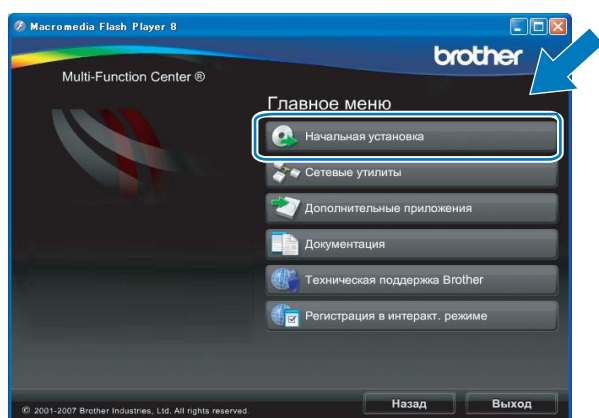 Macromedia Flash Player 8
brother
Multi-Function Center ®
Главное меню
Начальная установка
Сетевые утилиты
Дополнительные приложения
Документация
Техническая поддержка Brother
Регистрация в интеракт. режиме
Назад
Выход
© 2001-2007 Brother Industries, Ltd. All rights reserved.